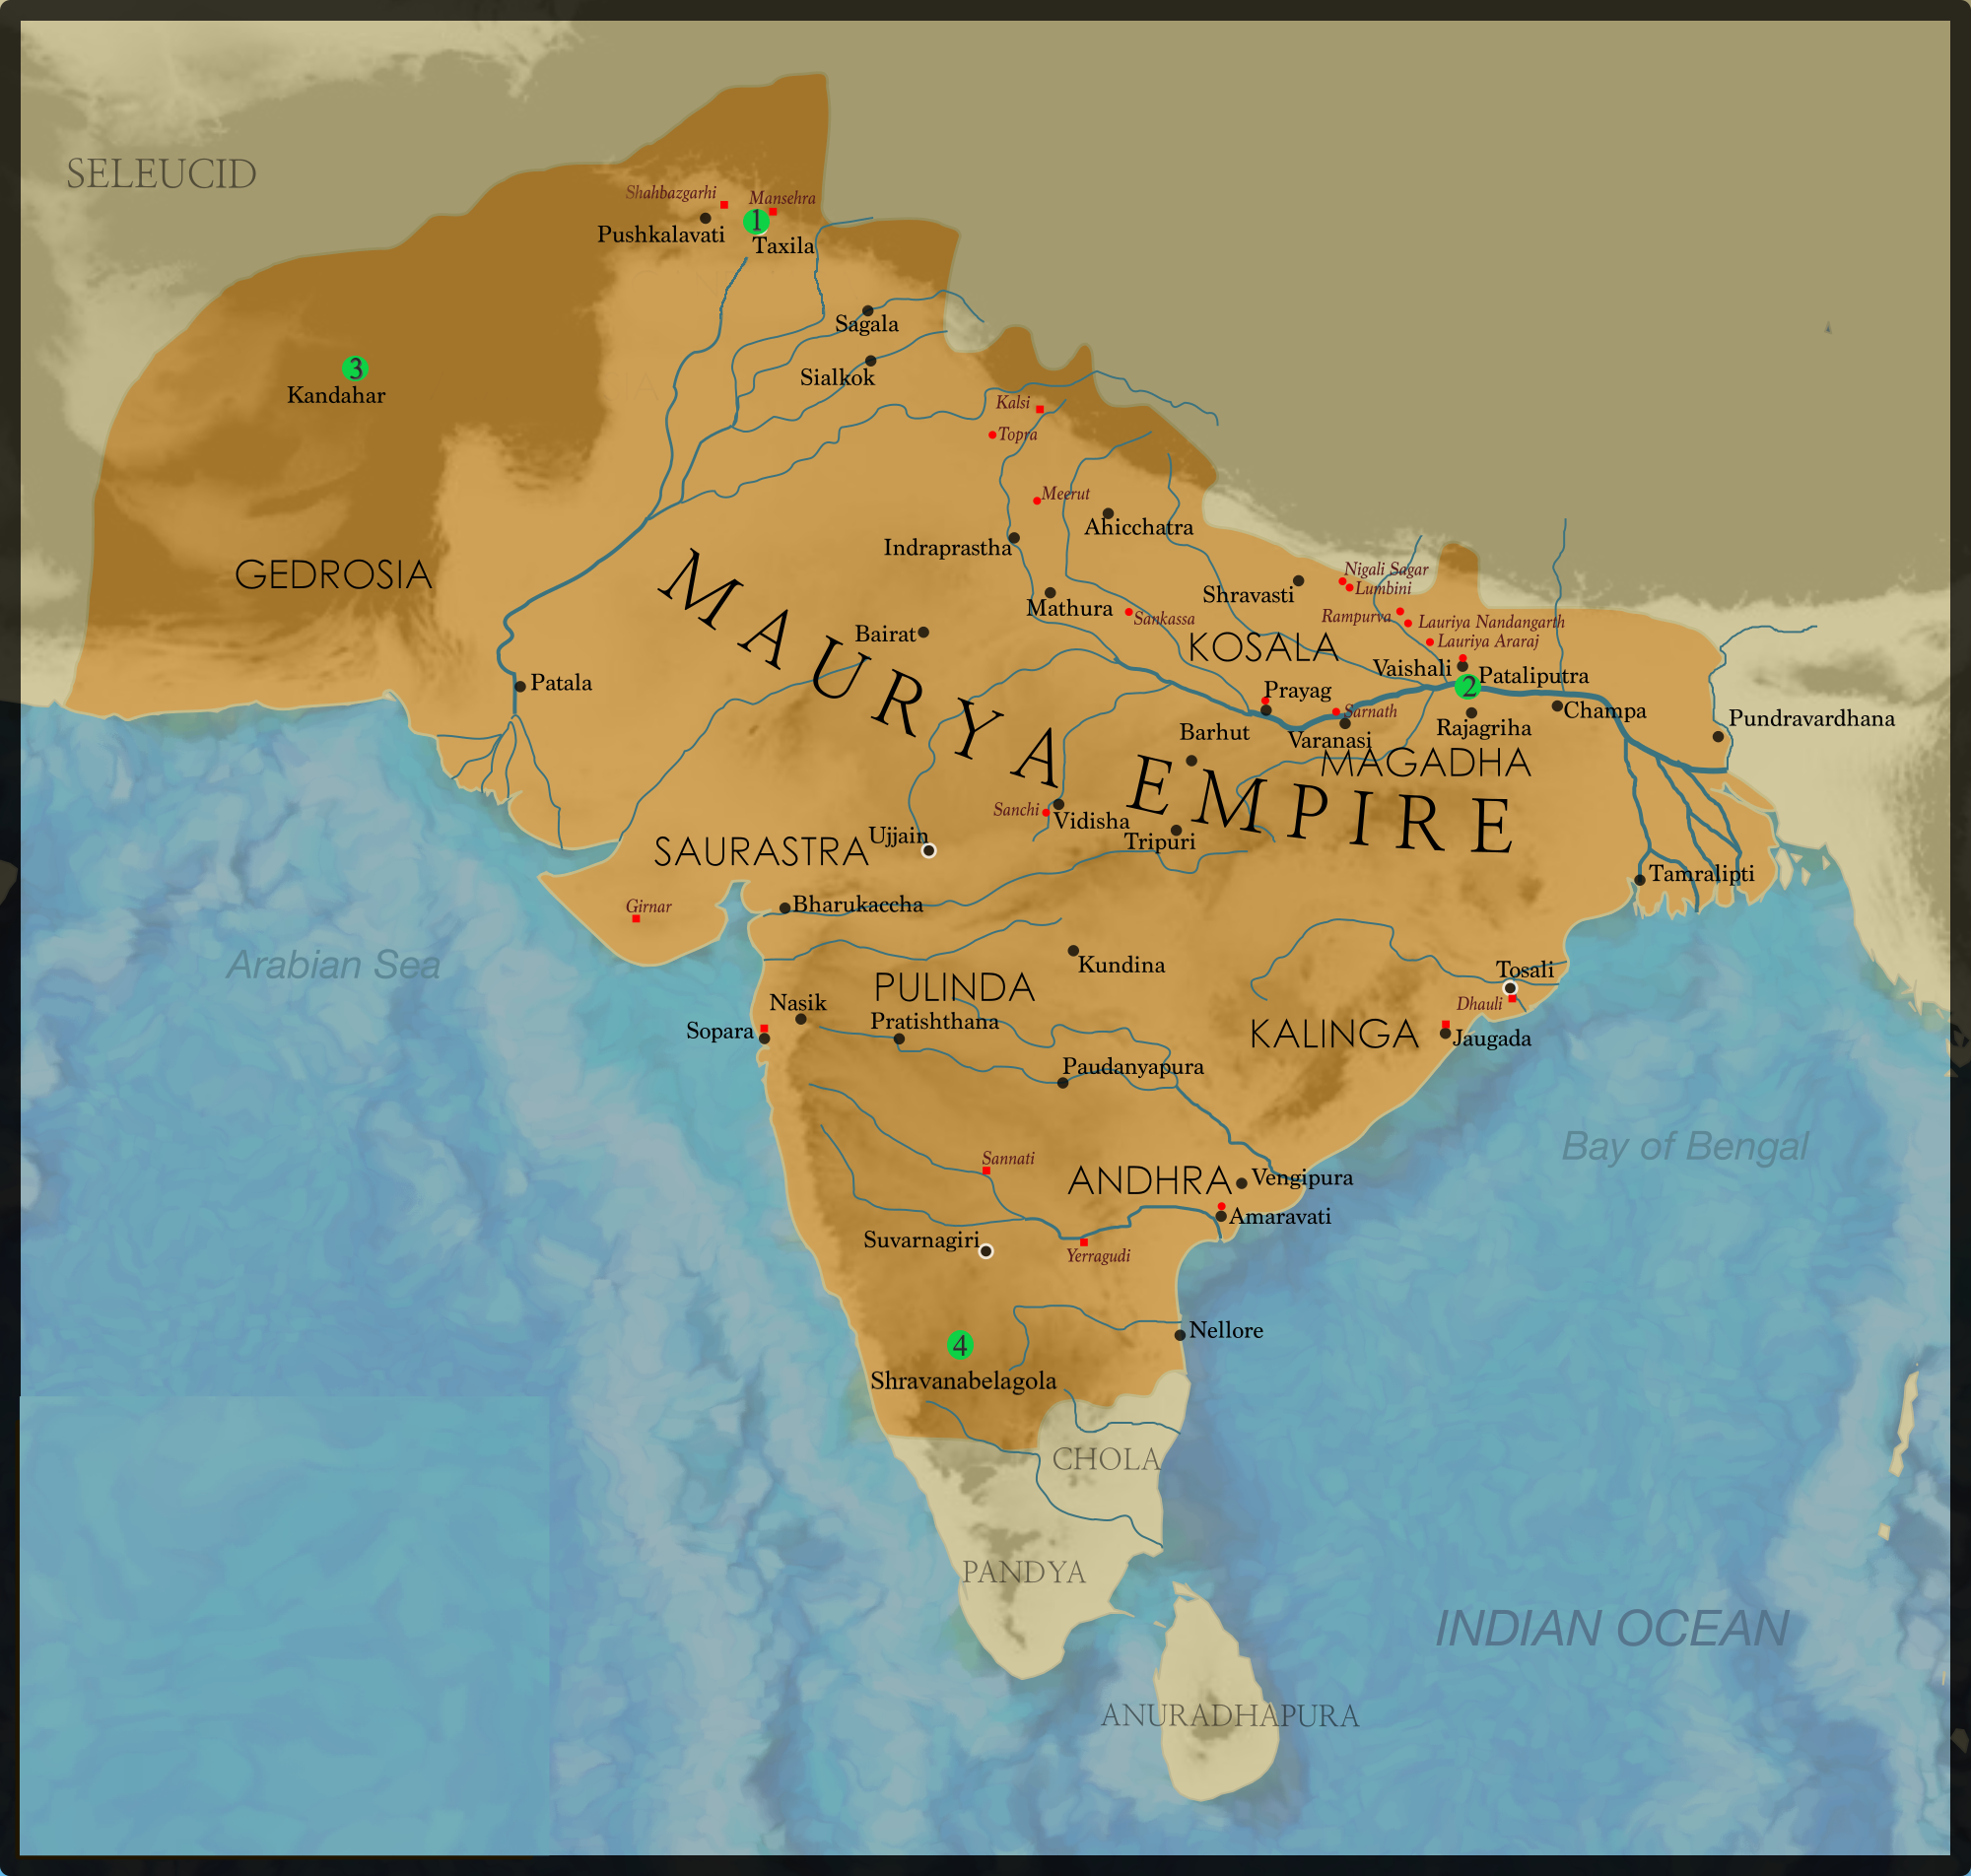 SELEUCID
Shahbazgarhi
Mansehra
1
Pushkalavati
Taxila
Sagala
3
Sialkot
Kandahar
Kalsi
Topra
Meerut
Ahicchatra
Indraprastha
GEDROSIA
Nigali Sagar
Lumbini
Shravasti
Mathura
Rampurva
Sankassa
Lauriya Nandangarth
Bairat
Lauriya Araraj
KOSALA
MAURYA EMPIRE
Vaishali
Pataliputra
Patala
2
Prayag
Sarnath
Champa
Pundravardhana
Rajagriha
Barhut
Varanasi
MAGADHA
Sanchi
Vidisha
Ujjain
Tripuri
SAURASTRA
Tamralipti
Bharukaccha
Girnar
Arabian Sea
Kundina
Tosali
PULINDA
Nasik
Dhauli
Pratishthana
Sopara
KALINGA
Jaugada
Paudanyapura
Bay of Bengal
Sannati
ANDHRA
Vengipura
Amaravati
Suvarnagiri
Yerragudi
Nellore
4
Shravanabelagola
CHOLA
PANDYA
INDIAN OCEAN
ANURADHAPURA